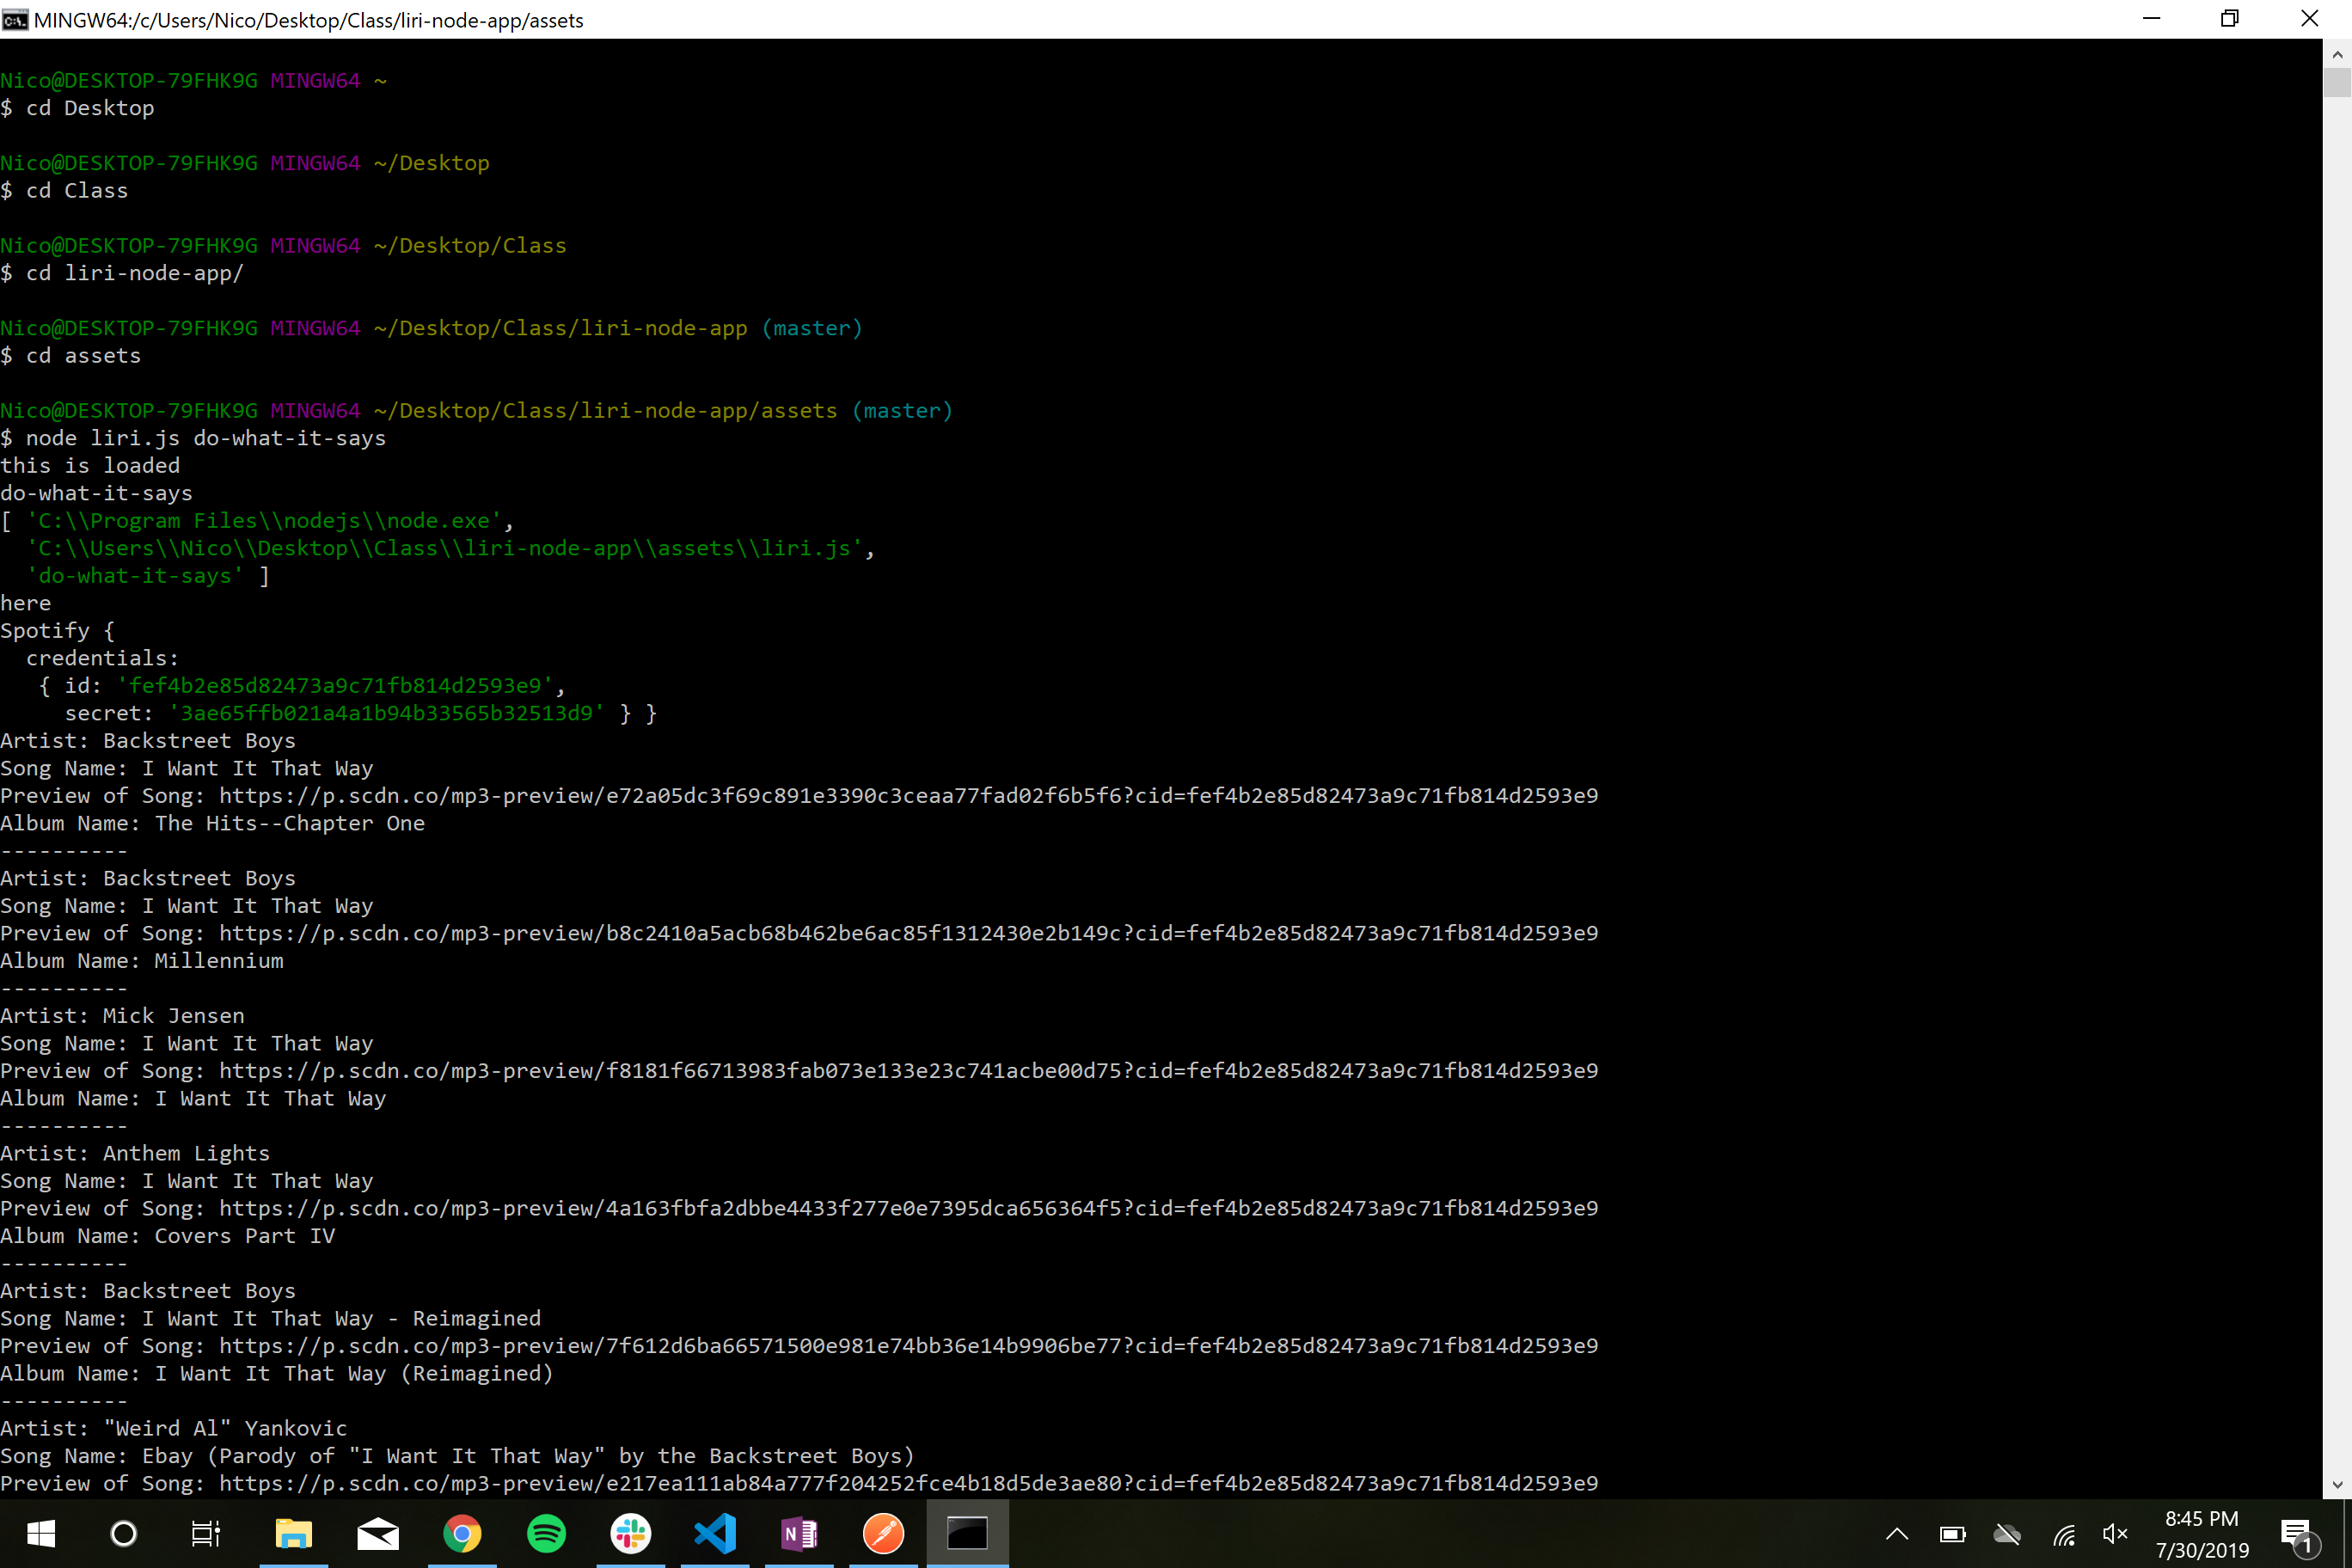 MINGW64:/c/Users/Nico/Desktop/Class/liri-node-app/assets
Nico@DESKTOP-79FHK9G MINGW64 ~
$ cd Desktop
Nico@DESKTOP-79FHK9G MINGW64 ~/Desktop
$ cd Class
Nico@DESKTOP-79FHK9G MINGW64 ~/Desktop/Class
$ cd liri-node-app/
Nico@DESKTOP-79FHK9G MINGW64 ~/Desktop/Class/liri-node-app (master)
$ cd assets
Nico@DESKTOP-79FHK9G MINGW64 ~/Desktop/Class/liri-node-app/assets (master)
$ node liri.js do-what-it-says
this is loaded
do-what-it-says
[ 'C:\\Program Files\\nodejs\\node.exe',
  'C:\\Users\\Nico\\Desktop\\Class\\liri-node-app\\assets\\liri.js',
  'do-what-it-says' ]
here
Spotify {
  credentials:
   { id: 'fef4b2e85d82473a9c71fb814d2593e9',
     secret: '3ae65ffb021a4a1b94b33565b32513d9' } }
Artist: Backstreet Boys
Song Name: I Want It That Way
Preview of Song: https://p.scdn.co/mp3-preview/e72a05dc3f69c891e3390c3ceaa77fad02f6b5f6?cid=fef4b2e85d82473a9c71fb814d2593e9
Album Name: The Hits--Chapter One
----------
Artist: Backstreet Boys
Song Name: I Want It That Way
Preview of Song: https://p.scdn.co/mp3-preview/b8c2410a5acb68b462be6ac85f1312430e2b149c?cid=fef4b2e85d82473a9c71fb814d2593e9
Album Name: Millennium
----------
Artist: Mick Jensen
Song Name: I Want It That Way
Preview of Song: https://p.scdn.co/mp3-preview/f8181f66713983fab073e133e23c741acbe00d75?cid=fef4b2e85d82473a9c71fb814d2593e9
Album Name: I Want It That Way
----------
Artist: Anthem Lights
Song Name: I Want It That Way
Preview of Song: https://p.scdn.co/mp3-preview/4a163fbfa2dbbe4433f277e0e7395dca656364f5?cid=fef4b2e85d82473a9c71fb814d2593e9
Album Name: Covers Part IV
----------
Artist: Backstreet Boys
Song Name: I Want It That Way - Reimagined
Preview of Song: https://p.scdn.co/mp3-preview/7f612d6ba66571500e981e74bb36e14b9906be77?cid=fef4b2e85d82473a9c71fb814d2593e9
Album Name: I Want It That Way (Reimagined)
----------
Artist: "Weird Al" Yankovic
Song Name: Ebay (Parody of "I Want It That Way" by the Backstreet Boys)
Preview of Song: https://p.scdn.co/mp3-preview/e217ea111ab84a777f204252fce4b18d5de3ae80?cid=fef4b2e85d82473a9c71fb814d2593e9
8:45 PM
7/30/2019
1